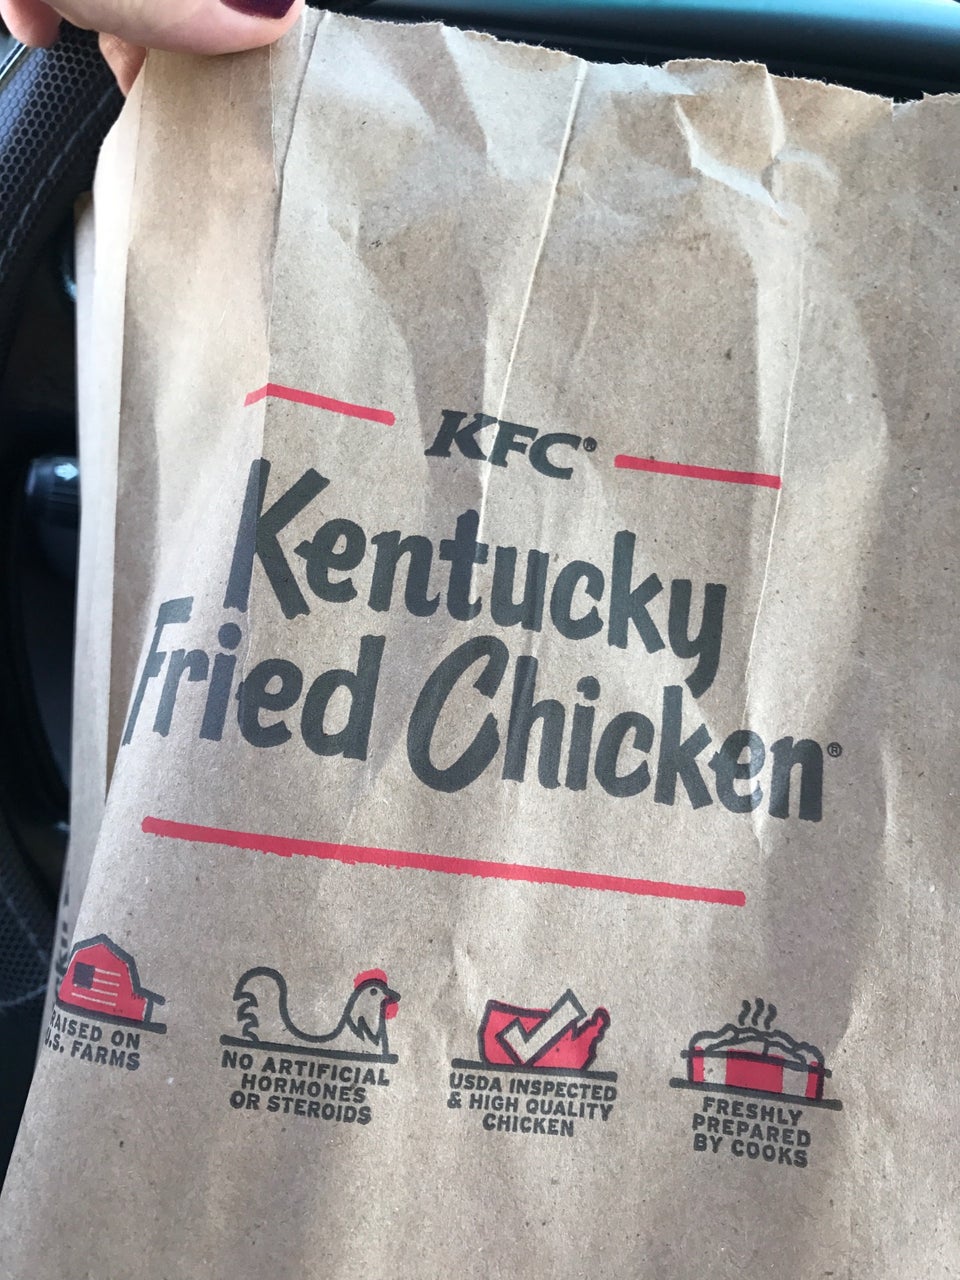 KFC®
Kentucky
Fried Chicken®
RAISED ON
U.S. FARMS
NO ARTIFICIAL
HORMONES
OR STEROIDS
USDA INSPECTED
& HIGH QUALITY
CHICKEN
FRESHLY
PREPARED
BY COOKS